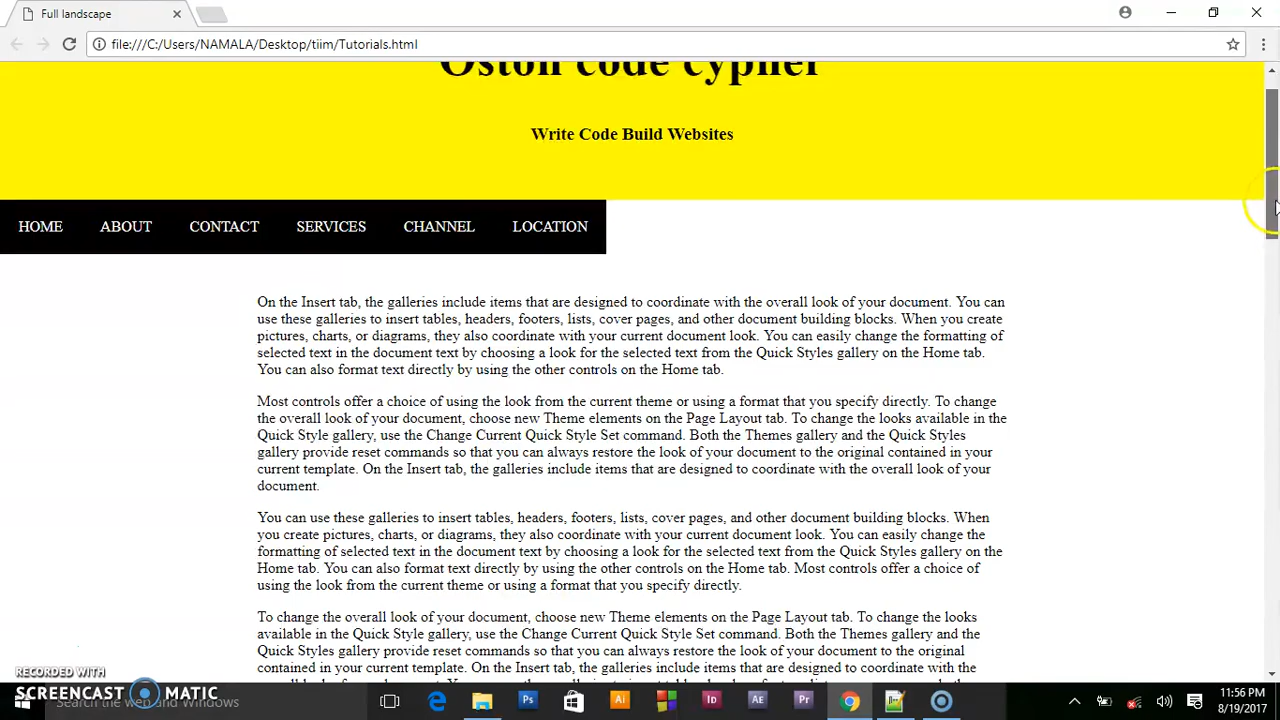 Full landscape
file:///C:/Users/NAMALA/Desktop/tiim/Tutorials.html
Oston code cypher
Write Code Build Websites
HOME ABOUT CONTACT SERVICES CHANNEL LOCATION
On the Insert tab, the galleries include items that are designed to coordinate with the overall look of your document. You can
use these galleries to insert tables, headers, footers, lists, cover pages, and other document building blocks. When you create
pictures, charts, or diagrams, they also coordinate with your current document look. You can easily change the formatting of
selected text in the document text by choosing a look for the selected text from the Quick Styles gallery on the Home tab.
You can also format text directly by using the other controls on the Home tab.
Most controls offer a choice of using the look from the current theme or using a format that you specify directly. To change
the overall look of your document, choose new Theme elements on the Page Layout tab. To change the looks available in the
Quick Style gallery, use the Change Current Quick Style Set command. Both the Themes gallery and the Quick Styles
gallery provide reset commands so that you can always restore the look of your document to the original contained in your
current template. On the Insert tab, the galleries include items that are designed to coordinate with the overall look of your
document.
You can use these galleries to insert tables, headers, footers, lists, cover pages, and other document building blocks. When
you create pictures, charts, or diagrams, they also coordinate with your current document look. You can easily change the
formatting of selected text in the document text by choosing a look for the selected text from the Quick Styles gallery on the
Home tab. You can also format text directly by using the other controls on the Home tab. Most controls offer a choice of
using the look from the current theme or using a format that you specify directly.
To change the overall look of your document, choose new Theme elements on the Page Layout tab. To change the looks
available in the Quick Style gallery, use the Change Current Quick Style Set command. Both the Themes gallery and the
Quick Styles gallery provide reset commands so that you can always restore the look of your document to the original
contained in your current template. On the Insert tab, the galleries include items that are designed to coordinate with the
RECORDED WITH
SCREENCAST MATIC
Search the web and Windows
Ps Ai Id AE Pr
11:56 PM
8/19/2017